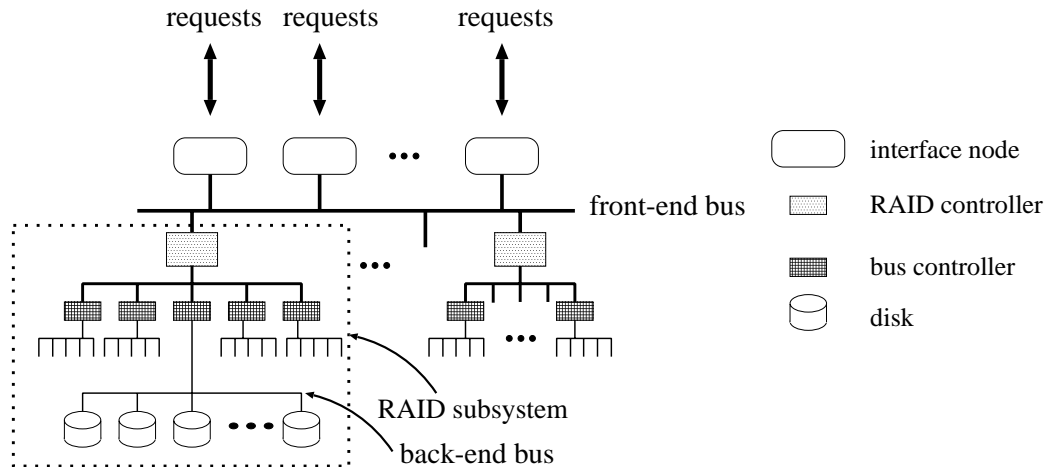 requests requests requests
interface node
front-end bus
RAID controller
bus controller
disk
RAID subsystem
back-end bus